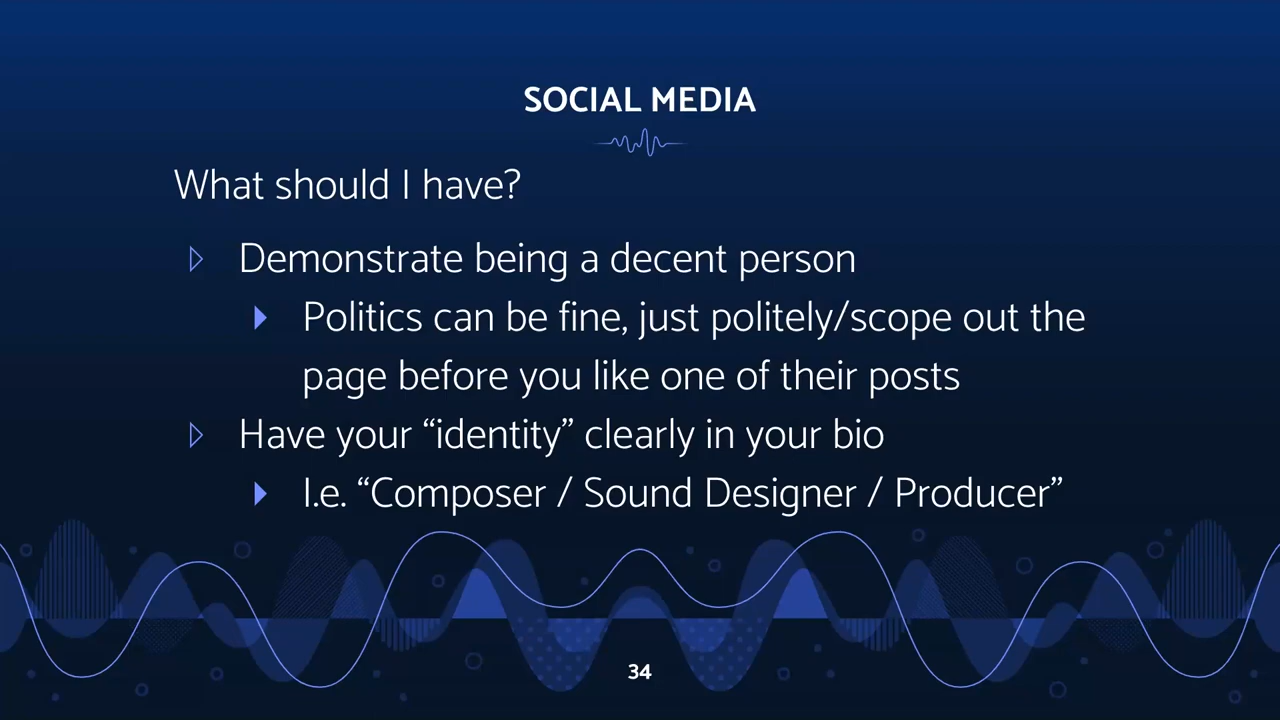 SOCIAL MEDIA
What should I have?
Demonstrate being a decent person
Politics can be fine, just politely/scope out the
page before you like one of their posts
Have your “identity” clearly in your bio
I.e. “Composer / Sound Designer / Producer”
34